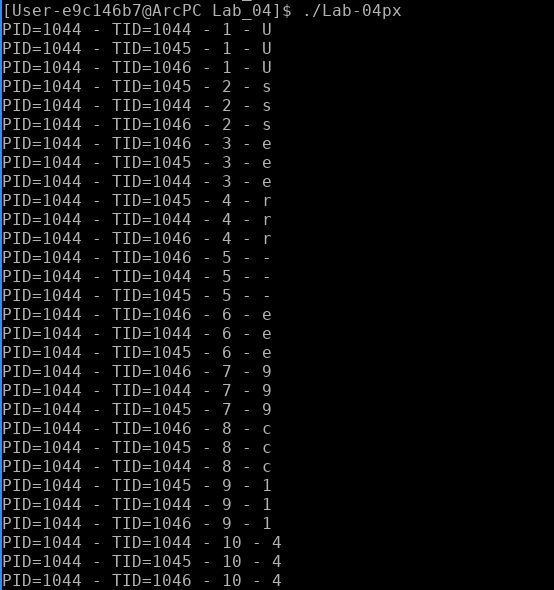 [User-e9c146b7@ArcPC Lab_04]$ ./Lab-04px
PID=1044 - TID=1044 - 1 - U
PID=1044 - TID=1045 - 1 - U
PID=1044 - TID=1046 - 1 - U
PID=1044 - TID=1045 - 2 - s
PID=1044 - TID=1044 - 2 - s
PID=1044 - TID=1046 - 2 - s
PID=1044 - TID=1046 - 3 - e
PID=1044 - TID=1045 - 3 - e
PID=1044 - TID=1044 - 3 - e
PID=1044 - TID=1045 - 4 - r
PID=1044 - TID=1044 - 4 - r
PID=1044 - TID=1046 - 4 - r
PID=1044 - TID=1046 - 5 - -
PID=1044 - TID=1044 - 5 - -
PID=1044 - TID=1045 - 5 - -
PID=1044 - TID=1046 - 6 - e
PID=1044 - TID=1044 - 6 - e
PID=1044 - TID=1045 - 6 - e
PID=1044 - TID=1046 - 7 - 9
PID=1044 - TID=1044 - 7 - 9
PID=1044 - TID=1045 - 7 - 9
PID=1044 - TID=1046 - 8 - c
PID=1044 - TID=1045 - 8 - c
PID=1044 - TID=1044 - 8 - c
PID=1044 - TID=1045 - 9 - 1
PID=1044 - TID=1044 - 9 - 1
PID=1044 - TID=1046 - 9 - 1
PID=1044 - TID=1044 - 10 - 4
PID=1044 - TID=1045 - 10 - 4
PID=1044 - TID=1046 - 10 - 4